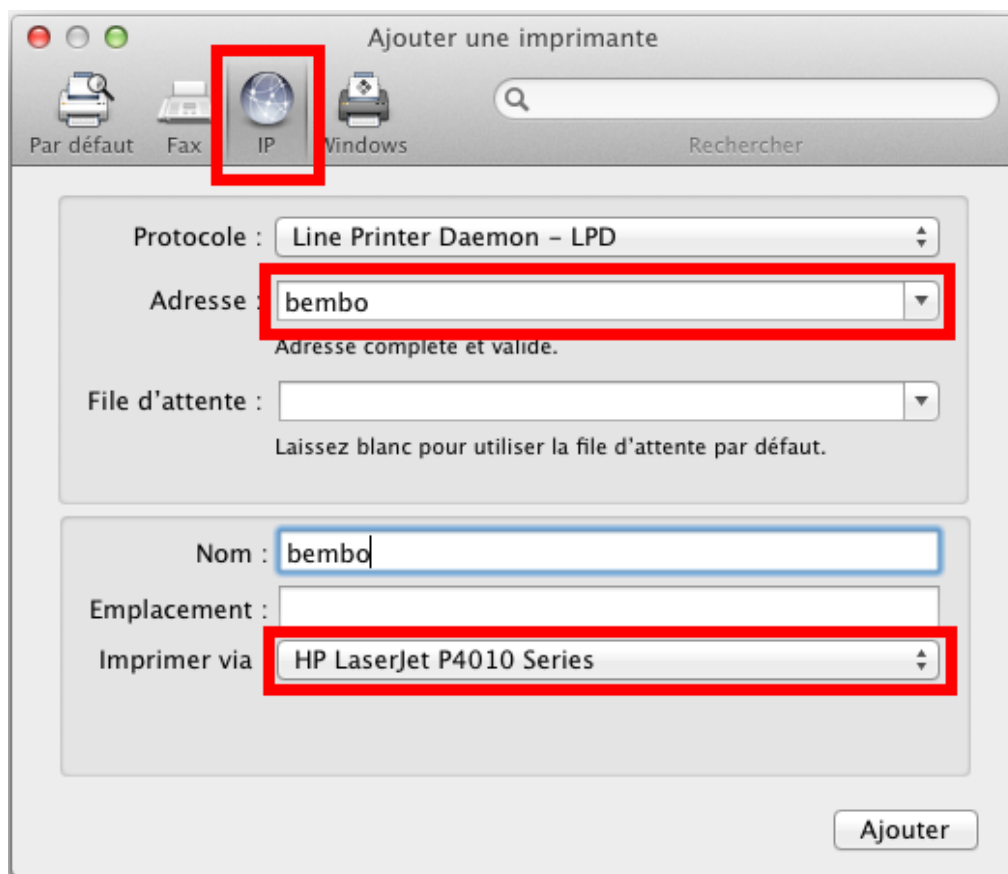 Ajouter une imprimante
Par défaut Fax IP Windows Rechercher
Protocole : Line Printer Daemon – LPD
Adresse : bembo
Adresse complète et valide.
File d'attente :
Laissez blanc pour utiliser la file d'attente par défaut.
Nom : bembo
Emplacement :
Imprimer via HP LaserJet P4010 Series
Ajouter